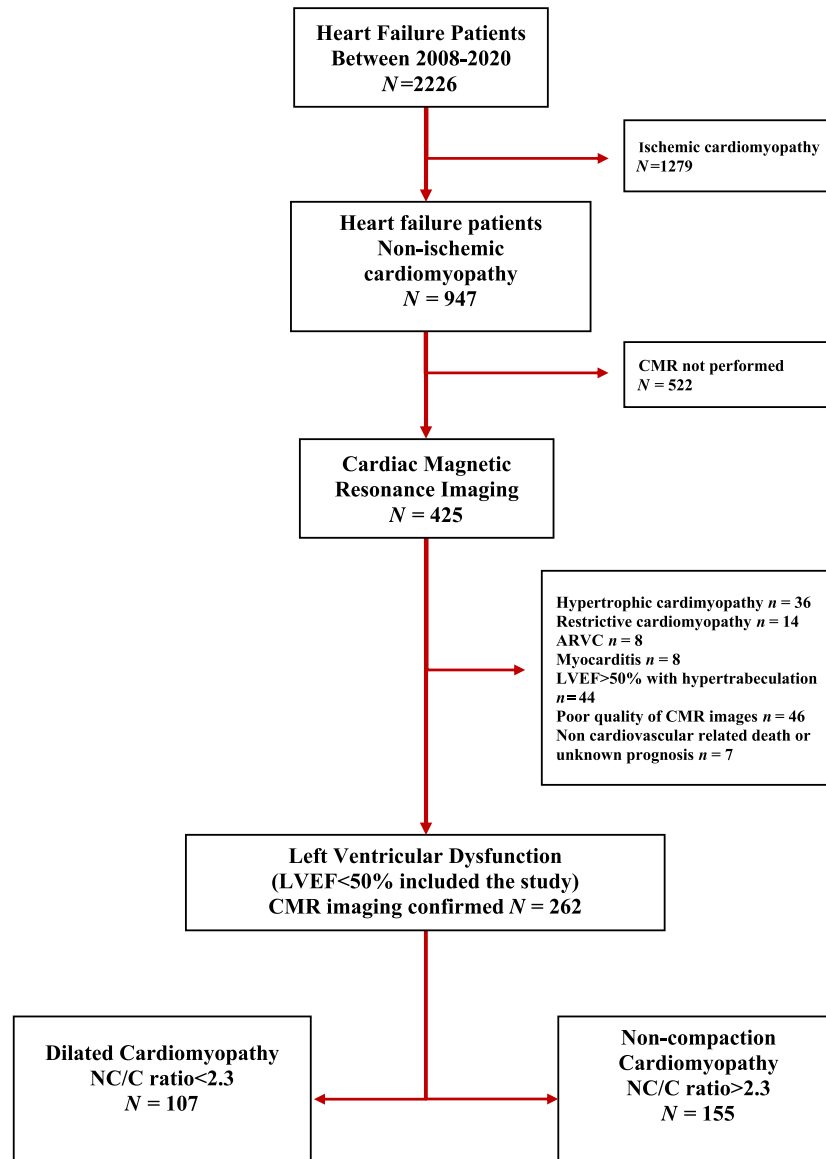 Heart Failure Patients
Between 2008-2020
N=2226
Ischemic cardiomyopathy
N=1279
Heart failure patients
Non-ischemic
cardiomyopathy
N = 947
CMR not performed
N = 522
Cardiac Magnetic
Resonance Imaging
N = 425
Hypertrophic cardimyopathy n = 36
Restrictive cardiomyopathy n = 14
ARVC n = 8
Myocarditis n = 8
LVEF>50% with hypertrabeculation
n=44
Poor quality of CMR images n = 46
Non cardiovascular related death or
unknown prognosis n = 7
Left Ventricular Dysfunction
(LVEF<50% included the study)
CMR imaging confirmed N = 262
Dilated Cardiomyopathy
NC/C ratio<2.3
N = 107
Non-compaction
Cardiomyopathy
NC/C ratio>2.3
N = 155